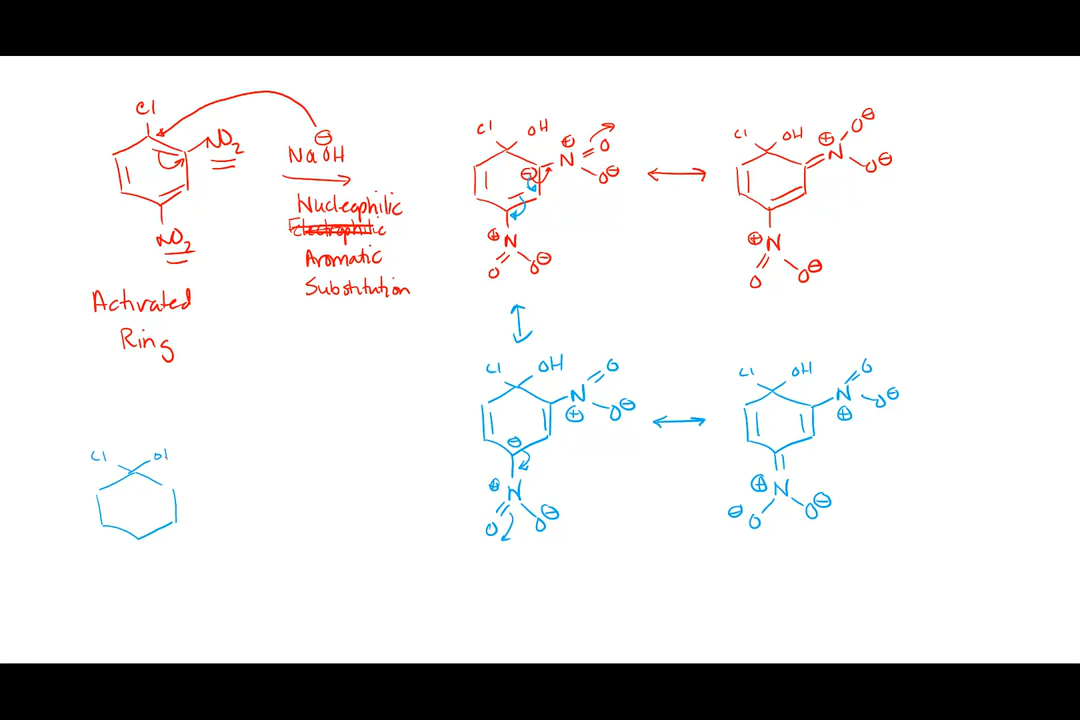 Cl
NO2
NO2
Activated
Ring
⊖
NaOH
Nucleophilic
Electrophilic
Aromatic
Substitution
Cl OH
⊕
N O
O⊖
⊖
⊕N
O O⊖
Cl OH
⊕ O⊖
N
O⊖
⊕N
O O⊖
Cl OH O
N O⊖
⊕
⊖
⊕
N
O O⊖
Cl OH O
N O⊖
⊕
⊕N
⊖O O⊖
Cl OH